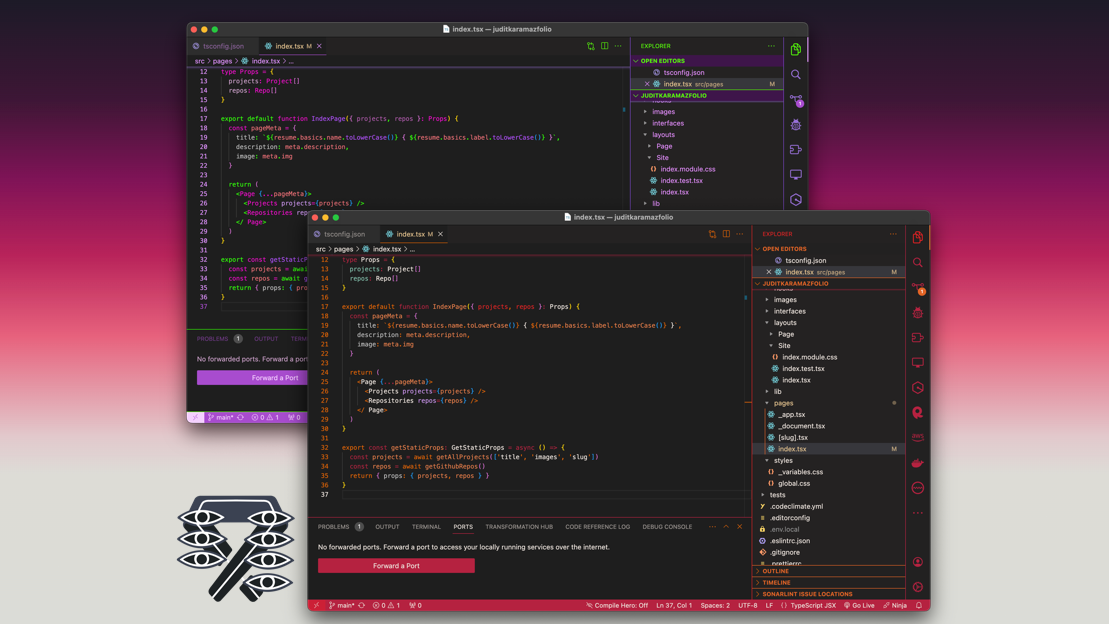 index.tsx — juditkaramazfolio
tsconfig.json
index.tsx M
src › pages › index.tsx › ...
12 type Props = {
13 projects: Project[]
14 repos: Repo[]
15 }
16
17 export default function IndexPage({ projects, repos }: Props) {
18 const pageMeta = {
19 title: `${resume.basics.name.toLowerCase()} { ${resume.basics.label.toLowerCase()} }`,
20 description: meta.description,
21 image: meta.img
22 }
23
24 return (
25 <Page {...pageMeta}>
26 <Projects projects={projects} />
27 <Repositories rep
28 </ Page>
29 )
30 }
31
32 export const getStaticP
33 const projects = awai
34 const repos = await g
35 return { props: { pro
36 }
37
PROBLEMS 1 OUTPUT TERM
No forwarded ports. Forward a port
Forward a Port
main* 0 1 0
EXPLORER
OPEN EDITORS
tsconfig.json
index.tsx src/pages M
JUDITKARAMAZFOLIO
images
interfaces
layouts
Page
Site
index.module.css
index.test.tsx
index.tsx
lib
1
index.tsx — juditkaramazfolio
tsconfig.json
index.tsx M
src › pages › index.tsx › ...
12 type Props = {
13 projects: Project[]
14 repos: Repo[]
15 }
16
17 export default function IndexPage({ projects, repos }: Props) {
18 const pageMeta = {
19 title: `${resume.basics.name.toLowerCase()} { ${resume.basics.label.toLowerCase()} }`,
20 description: meta.description,
21 image: meta.img
22 }
23
24 return (
25 <Page {...pageMeta}>
26 <Projects projects={projects} />
27 <Repositories repos={repos} />
28 </ Page>
29 )
30 }
31
32 export const getStaticProps: GetStaticProps = async () => {
33 const projects = await getAllProjects(['title', 'images', 'slug'])
34 const repos = await getGithubRepos()
35 return { props: { projects, repos } }
36 }
37
PROBLEMS 1 OUTPUT TERMINAL PORTS TRANSFORMATION HUB CODE REFERENCE LOG DEBUG CONSOLE
No forwarded ports. Forward a port to access your locally running services over the internet.
Forward a Port
EXPLORER
OPEN EDITORS
tsconfig.json
index.tsx src/pages M
JUDITKARAMAZFOLIO
images
interfaces
layouts
Page
Site
index.module.css
index.test.tsx
index.tsx
lib
pages
_app.tsx
_document.tsx
[slug].tsx
index.tsx M
styles
_variables.css
global.css
tests
.codeclimate.yml
.editorconfig
.env.local
.eslintrc.json
.gitignore
.prettierrc
OUTLINE
TIMELINE
SONARLINT ISSUE LOCATIONS
1
aws
main* 0 1 0 Compile Hero: Off Ln 37, Col 1 Spaces: 2 UTF-8 LF { } TypeScript JSX Go Live Ninja